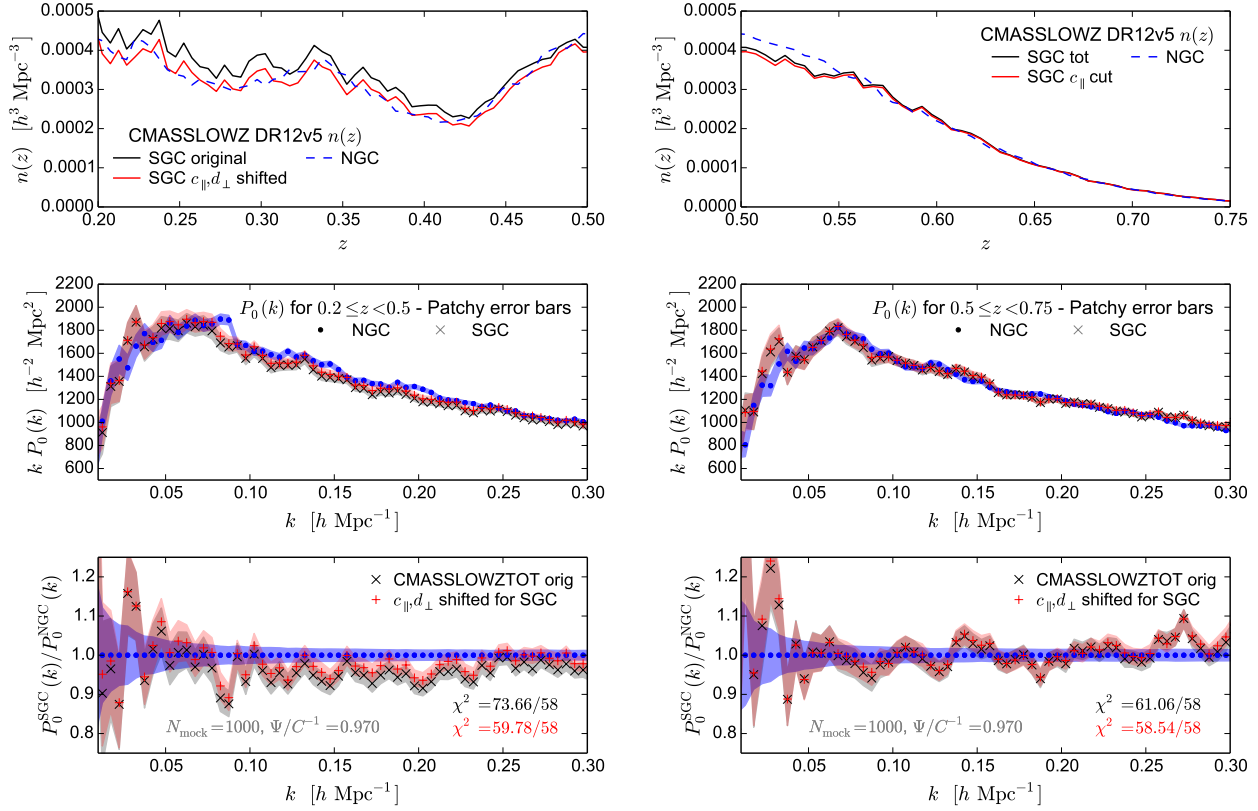 0.0005
0.0004
0.0003
0.0002
0.0001
0.0000
n(z) [h³ Mpc⁻³]
CMASSLOWZ DR12v5 n(z)
SGC original
NGC
SGC c∥,d⊥ shifted
0.20 0.25 0.30 0.35 0.40 0.45 0.50
z
0.0005
0.0004
0.0003
0.0002
0.0001
0.0000
n(z) [h³ Mpc⁻³]
CMASSLOWZ DR12v5 n(z)
SGC tot
NGC
SGC c∥ cut
0.50 0.55 0.60 0.65 0.70 0.75
z
2200
2000
1800
1600
1400
1200
1000
800
600
k P₀(k) [h⁻² Mpc²]
P₀(k) for 0.2≤z<0.5 - Patchy error bars
NGC SGC
0.05 0.10 0.15 0.20 0.25 0.30
k [h Mpc⁻¹]
2200
2000
1800
1600
1400
1200
1000
800
600
k P₀(k) [h⁻² Mpc²]
P₀(k) for 0.5≤z<0.75 - Patchy error bars
NGC SGC
0.05 0.10 0.15 0.20 0.25 0.30
k [h Mpc⁻¹]
1.2
1.1
1.0
0.9
0.8
P₀^SGC(k)/P₀^NGC(k)
CMASSLOWZTOT orig
c∥,d⊥ shifted for SGC
χ² =73.66/58
N_mock=1000, Ψ/C⁻¹=0.970
χ² =59.78/58
0.05 0.10 0.15 0.20 0.25 0.30
k [h Mpc⁻¹]
1.2
1.1
1.0
0.9
0.8
P₀^SGC(k)/P₀^NGC(k)
CMASSLOWZTOT orig
c∥,d⊥ shifted for SGC
χ² =61.06/58
N_mock=1000, Ψ/C⁻¹=0.970
χ² =58.54/58
0.05 0.10 0.15 0.20 0.25 0.30
k [h Mpc⁻¹]